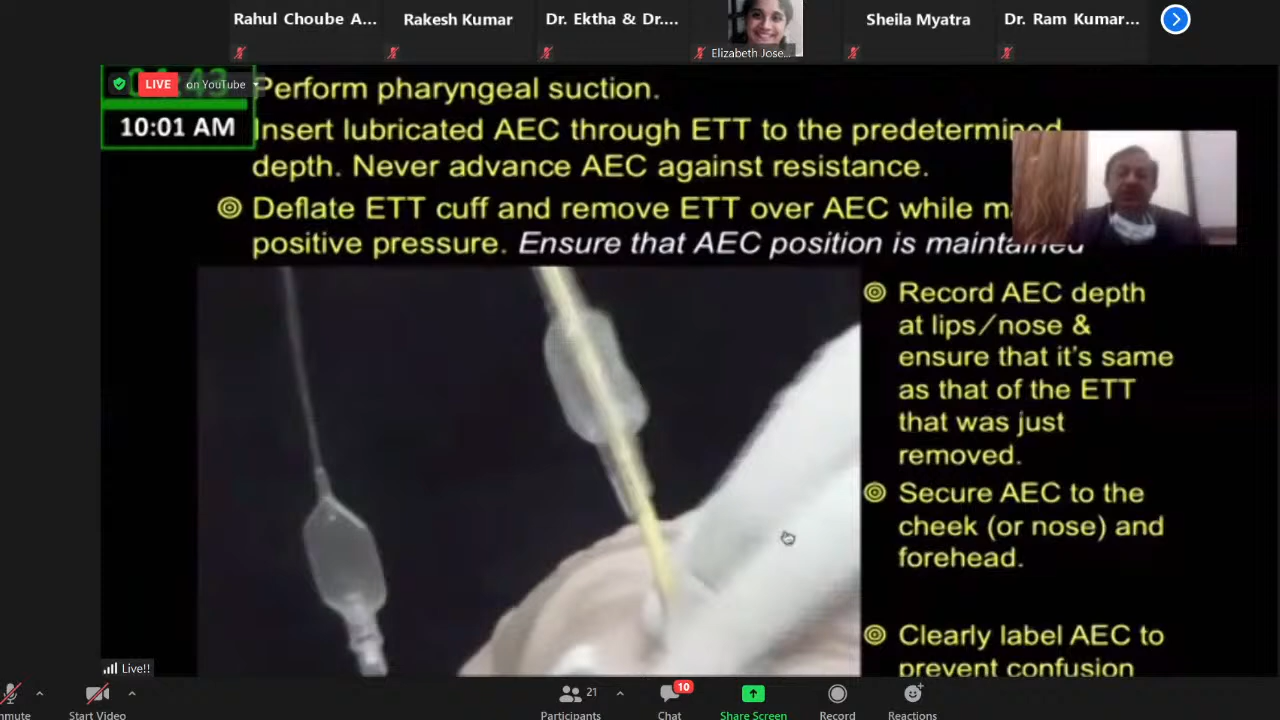 Rahul Choube A...
Rakesh Kumar
Dr. Ektha & Dr....
Elizabeth Jose...
Sheila Myatra
Dr. Ram Kumar...
LIVE on YouTube
10:01 AM
Perform pharyngeal suction.
Insert lubricated AEC through ETT to the predetermined
depth. Never advance AEC against resistance.
Deflate ETT cuff and remove ETT over AEC while
positive pressure. Ensure that AEC position is maintained
Record AEC depth
at lips/nose &
ensure that it's same
as that of the ETT
that was just
removed.
Secure AEC to the
cheek (or nose) and
forehead.
Clearly label AEC to
prevent confusion
Live!!
Start Video
21
Participants
10
Chat
Share Screen
Record
Reactions